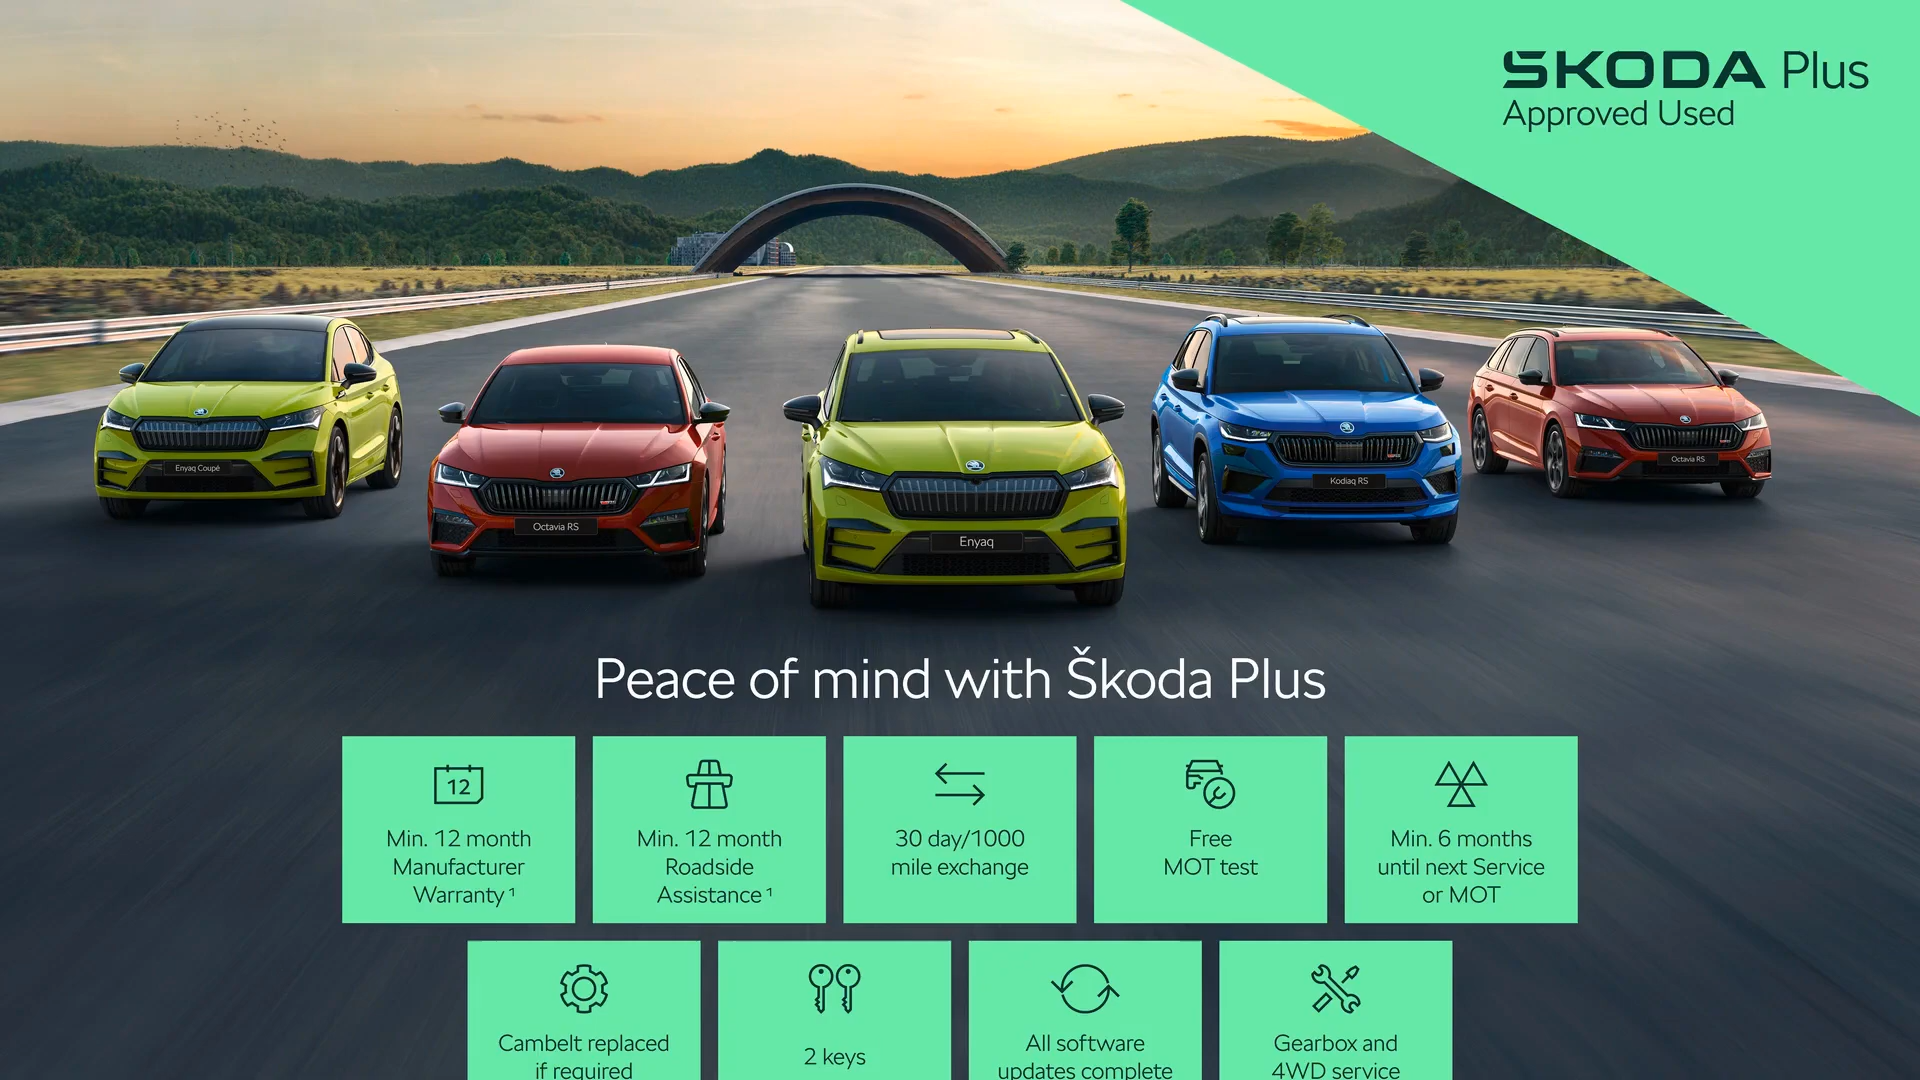 ŠKODA Plus
Approved Used
Enyaq Coupé
Octavia RS
Enyaq
Kodiaq RS
Octavia RS
Peace of mind with Škoda Plus
12
Min. 12 month
Manufacturer
Warranty ¹
Min. 12 month
Roadside
Assistance ¹
30 day/1000
mile exchange
Free
MOT test
Min. 6 months
until next Service
or MOT
Cambelt replaced
if required
2 keys
All software
updates complete
Gearbox and
4WD service